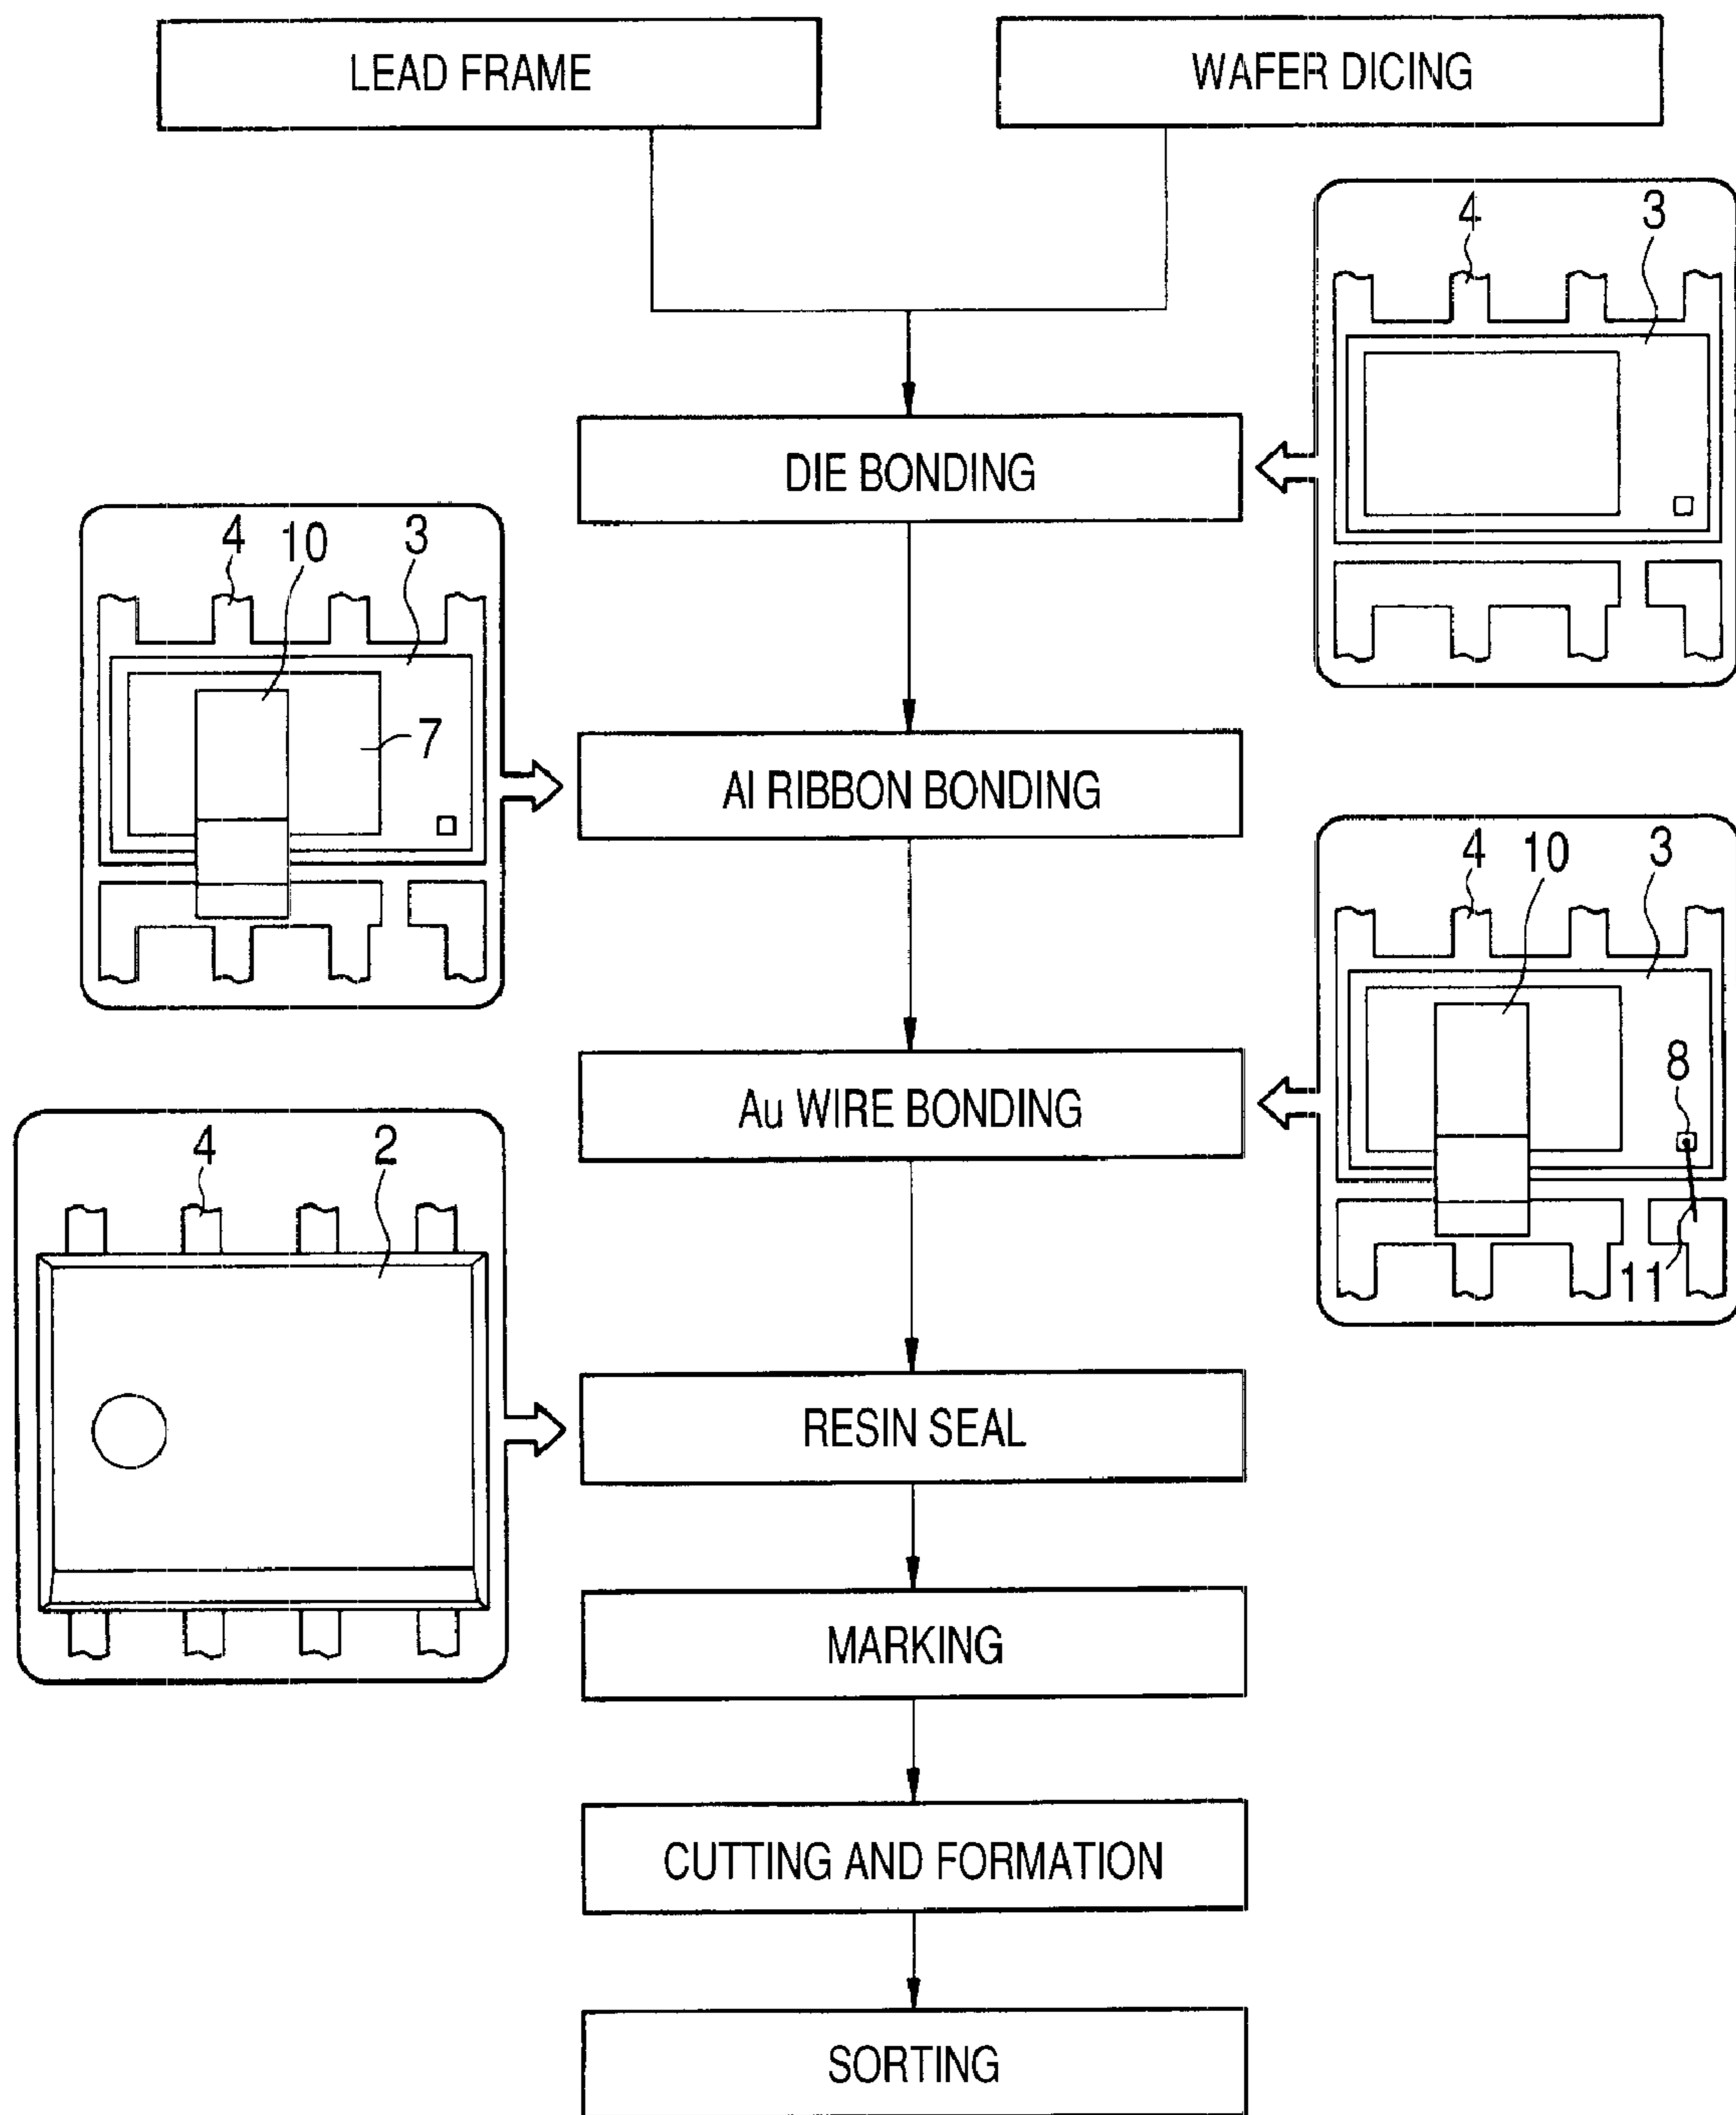 LEAD FRAME
WAFER DICING
4 3
DIE BONDING
4 10 3
7
Al RIBBON BONDING
4 10 3
8
11
Au WIRE BONDING
4 2
RESIN SEAL
MARKING
CUTTING AND FORMATION
SORTING